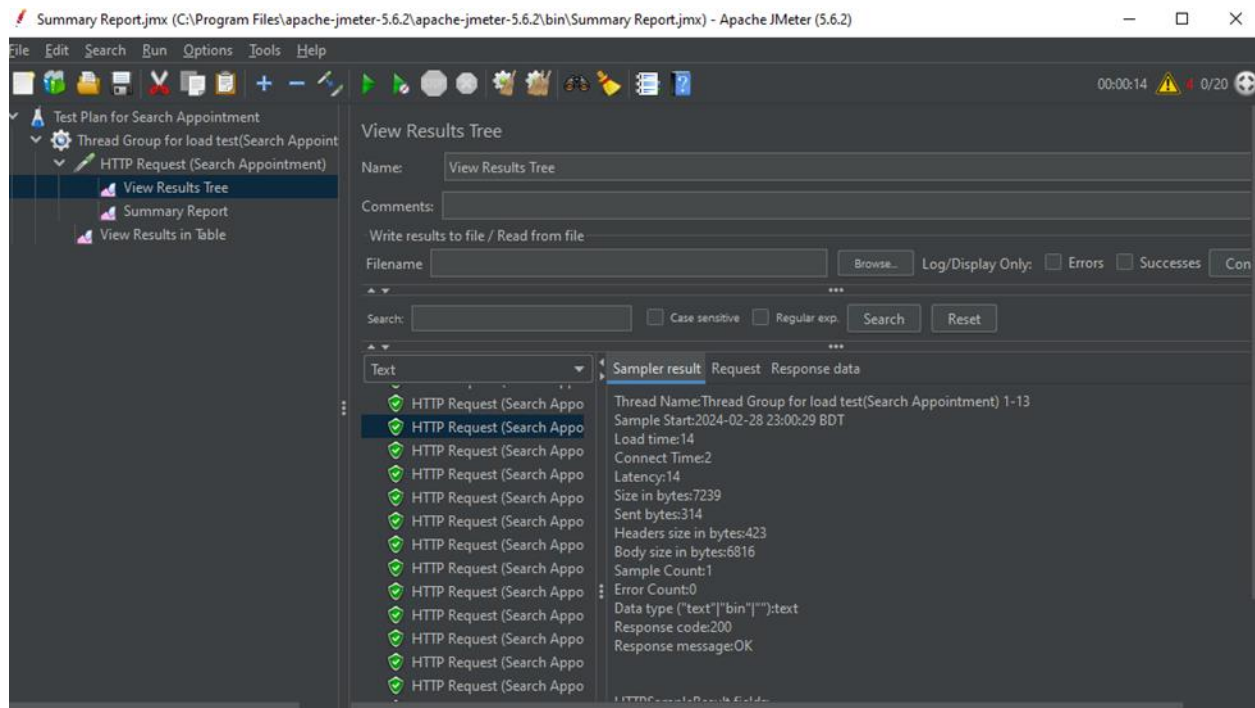 Summary Report.jmx (C:\Program Files\apache-jmeter-5.6.2\apache-jmeter-5.6.2\bin\Summary Report.jmx) - Apache JMeter (5.6.2)
File Edit Search Run Options Tools Help
00:00:14 4 0/20
Test Plan for Search Appointment
Thread Group for load test(Search Appoint
HTTP Request (Search Appointment)
View Results Tree
Summary Report
View Results in Table
View Results Tree
Name: View Results Tree
Comments:
Write results to file / Read from file
Filename Browse... Log/Display Only: Errors Successes Con
Search: Case sensitive Regular exp. Search Reset
Text
HTTP Request (Search Appo
HTTP Request (Search Appo
HTTP Request (Search Appo
HTTP Request (Search Appo
HTTP Request (Search Appo
HTTP Request (Search Appo
HTTP Request (Search Appo
HTTP Request (Search Appo
HTTP Request (Search Appo
HTTP Request (Search Appo
HTTP Request (Search Appo
HTTP Request (Search Appo
HTTP Request (Search Appo
Sampler result Request Response data
Thread Name:Thread Group for load test(Search Appointment) 1-13
Sample Start:2024-02-28 23:00:29 BDT
Load time:14
Connect Time:2
Latency:14
Size in bytes:7239
Sent bytes:314
Headers size in bytes:423
Body size in bytes:6816
Sample Count:1
Error Count:0
Data type ("text"|"bin"|""):text
Response code:200
Response message:OK